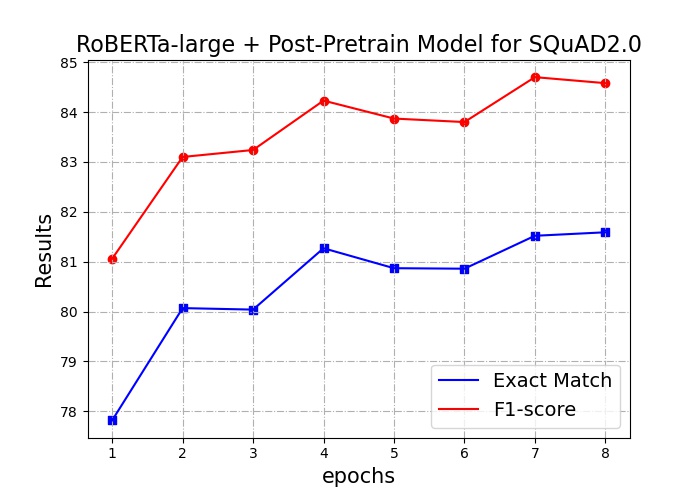 RoBERTa-large + Post-Pretrain Model for SQuAD2.0
85
84
83
82
81
80
79
78
Results
Exact Match
F1-score
1 2 3 4 5 6 7 8
epochs